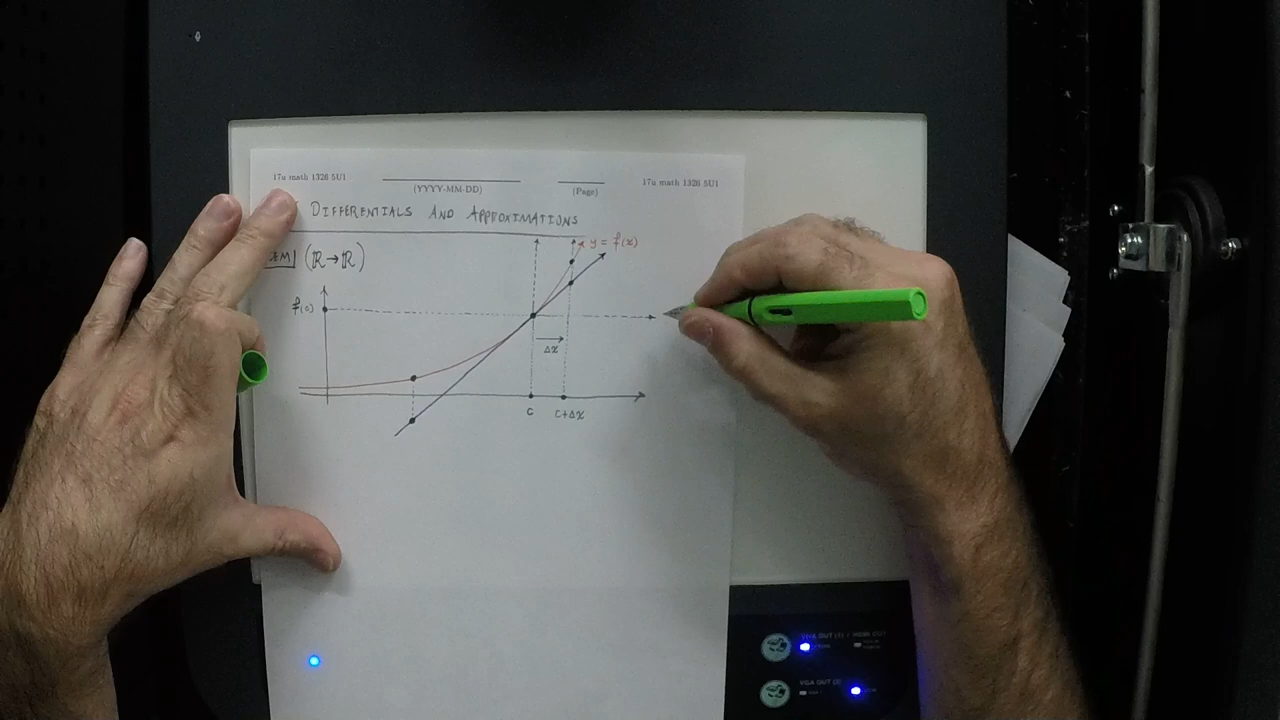 17u math 1326 5U1 (YYYY-MM-DD) (Page) 17u math 1326 5U1
DIFFERENTIALS AND APPROXIMATIONS
(ℝ→ℝ)
y = f(x)
f(c)
Δx
c c+Δx